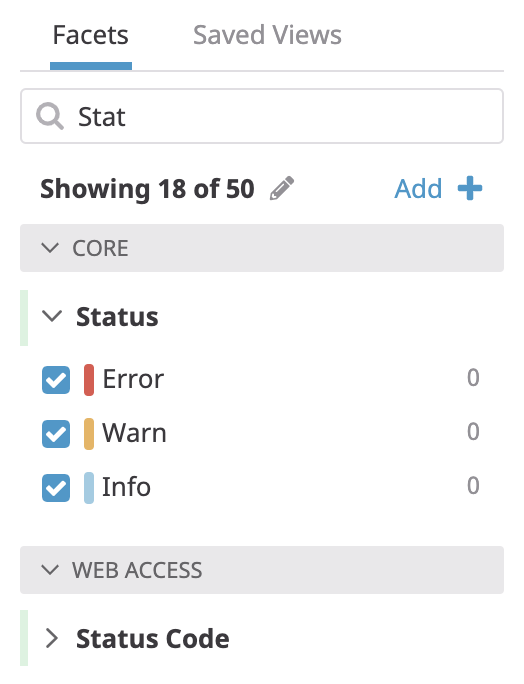 Facets Saved Views
Stat
Showing 18 of 50 Add
CORE
Status
Error 0
Warn 0
Info 0
WEB ACCESS
Status Code